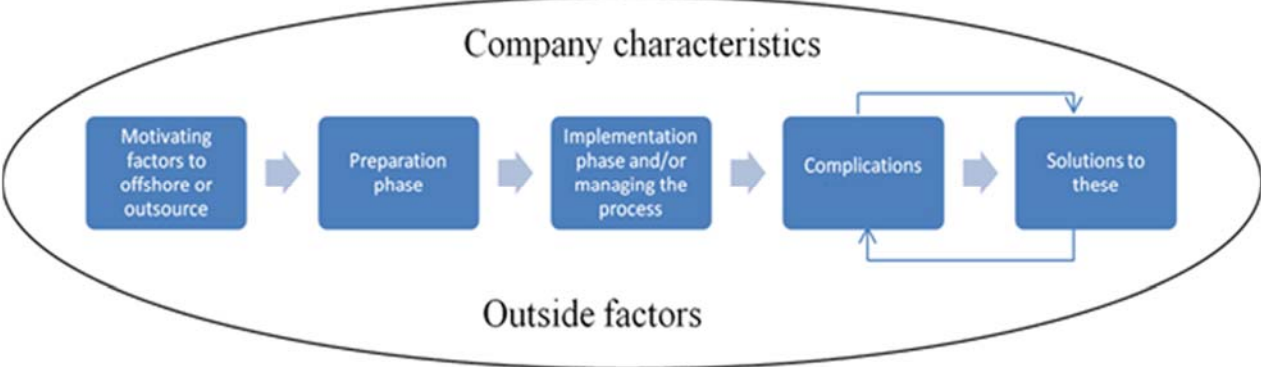 Company characteristics
Motivating
factors to
offshore or
outsource
Preparation
phase
Implementation
phase and/or
managing the
process
Complications
Solutions to
these
Outside factors